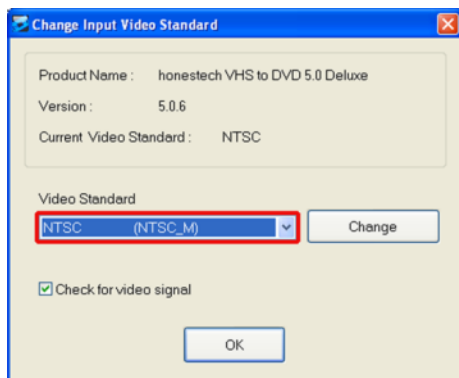 Change Input Video Standard
Product Name : honestech VHS to DVD 5.0 Deluxe
Version : 5.0.6
Current Video Standard : NTSC
Video Standard
NTSC (NTSC_M)
Change
Check for video signal
OK